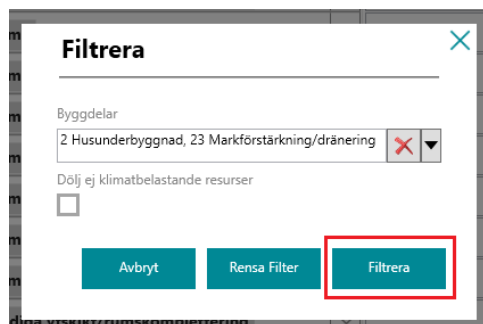 Filtrera
Byggdelar
2 Husunderbyggnad, 23 Markförstärkning/dränering
Dölj ej klimatbelastande resurser
Avbryt
Rensa Filter
Filtrera